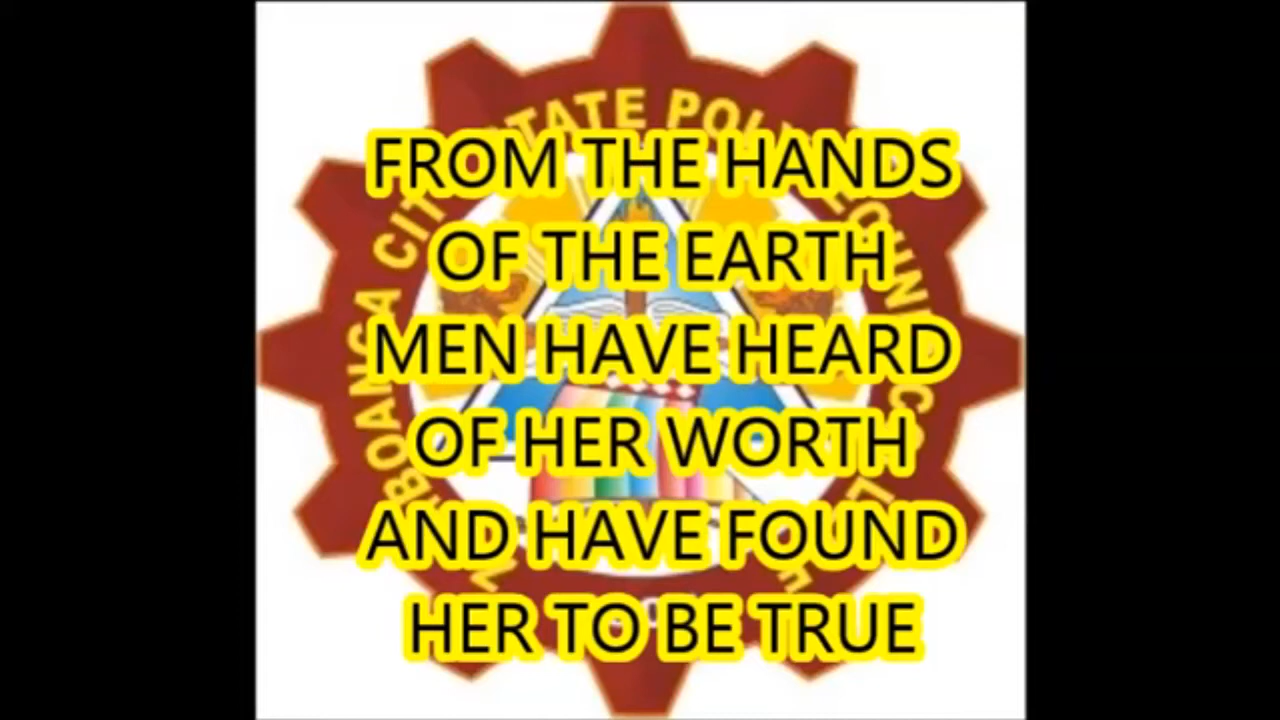 FROM THE HANDS
OF THE EARTH
MEN HAVE HEARD
OF HER WORTH
AND HAVE FOUND
HER TO BE TRUE
STATE